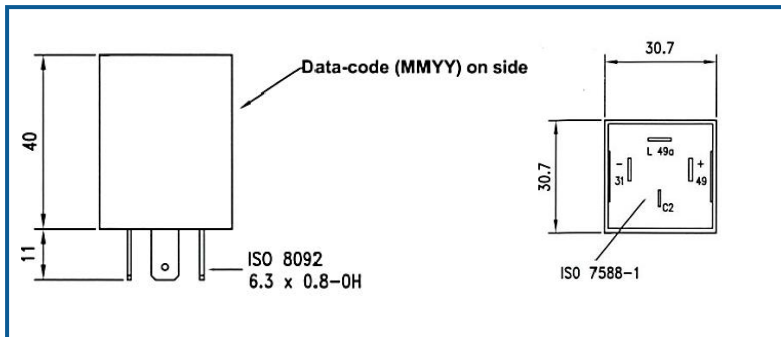 Data-code (MMYY) on side
40
11
ISO 8092
6.3 x 0.8-OH
30.7
30.7
L 49a
- +
31 49
C2
ISO 7588-1